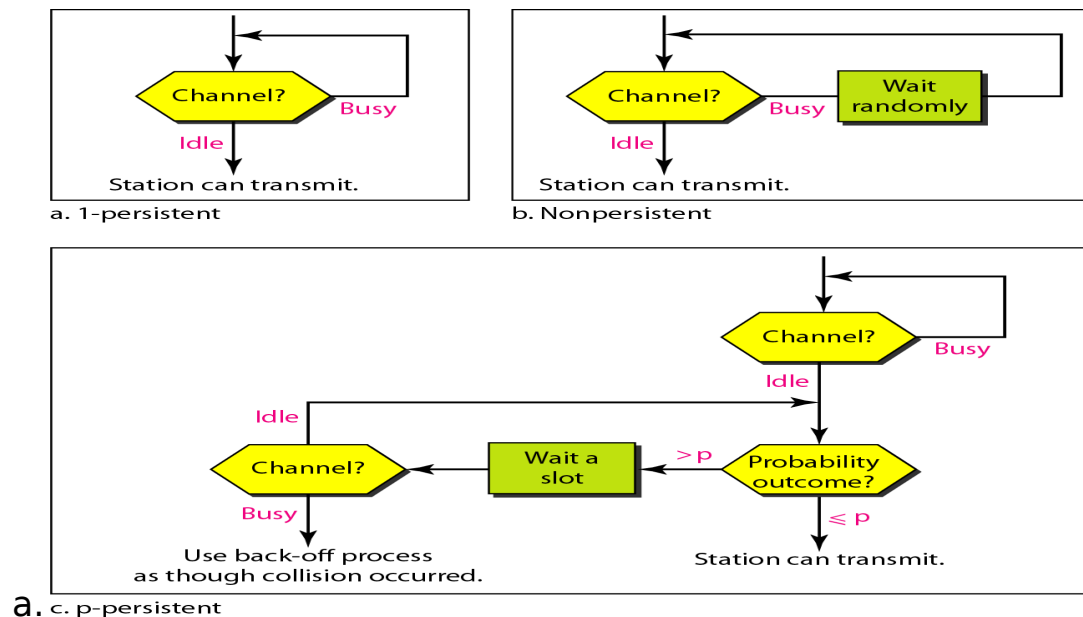 Channel?
Busy
Idle
Station can transmit.
a. 1-persistent
Channel?
Busy
Wait
randomly
Idle
Station can transmit.
b. Nonpersistent
Channel?
Busy
Idle
Idle
Channel?
Wait a
slot
>p
Probability
outcome?
Busy
⩽ p
Use back-off process
as though collision occurred.
Station can transmit.
a. c. p-persistent